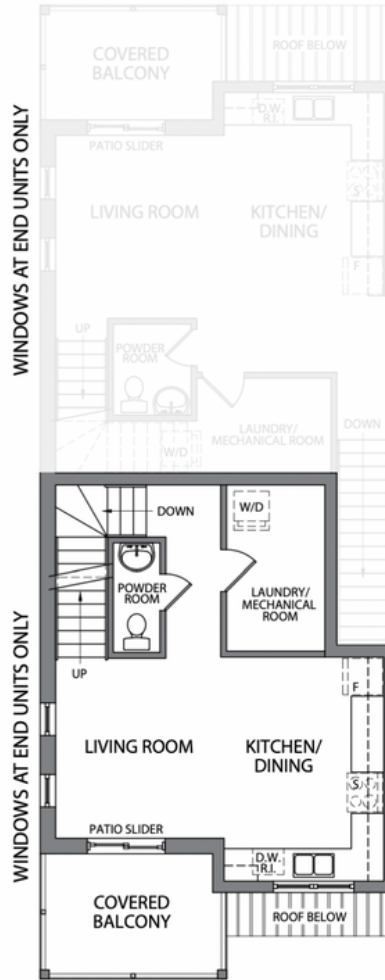 COVERED
BALCONY
ROOF BELOW
D.W.
R.I.
PATIO SLIDER
WINDOWS AT END UNITS ONLY
S
LIVING ROOM
KITCHEN/
DINING
F
UP
POWDER
ROOM
LAUNDRY/
MECHANICAL ROOM
DOWN
W/D
W/D
DOWN
POWDER
ROOM
LAUNDRY/
MECHANICAL
ROOM
UP
F
WINDOWS AT END UNITS ONLY
LIVING ROOM
KITCHEN/
DINING
S
PATIO SLIDER
D.W.
R.I.
COVERED
BALCONY
ROOF BELOW